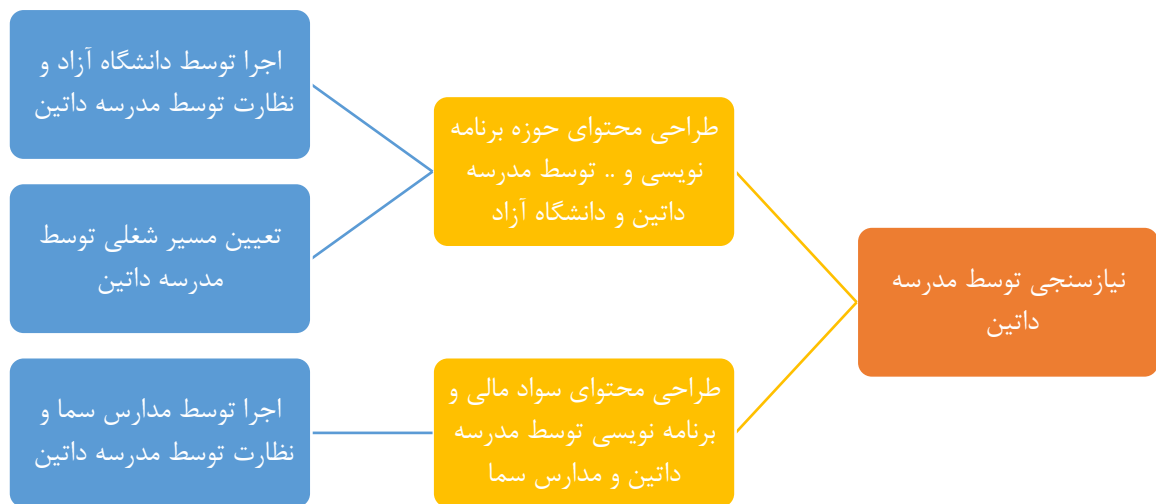 نیازسنجی توسط مدرسه
داتین
طراحی محتوای حوزه برنامه
نویسی و .. توسط مدرسه
داتین و دانشگاه آزاد
اجرا توسط دانشگاه آزاد و
نظارت توسط مدرسه داتین
تعیین مسیر شغلی توسط
مدرسه داتین
طراحی محتوای سواد مالی و
برنامه نویسی توسط مدرسه
داتین و مدارس سما
اجرا توسط مدارس سما و
نظارت توسط مدرسه داتین